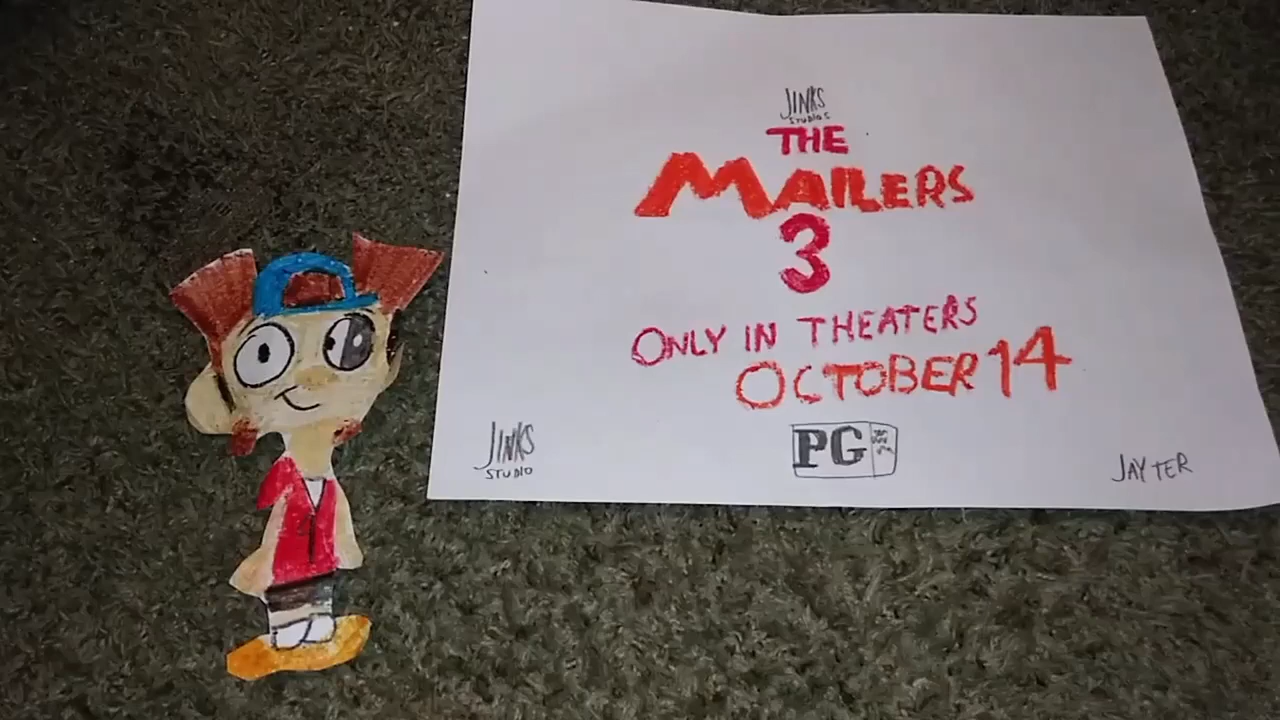 JINKS
STUDIOS
THE
MAILERS
3
ONLY IN THEATERS
OCTOBER 14
JINKS
STUDIO
PG
JAYTER